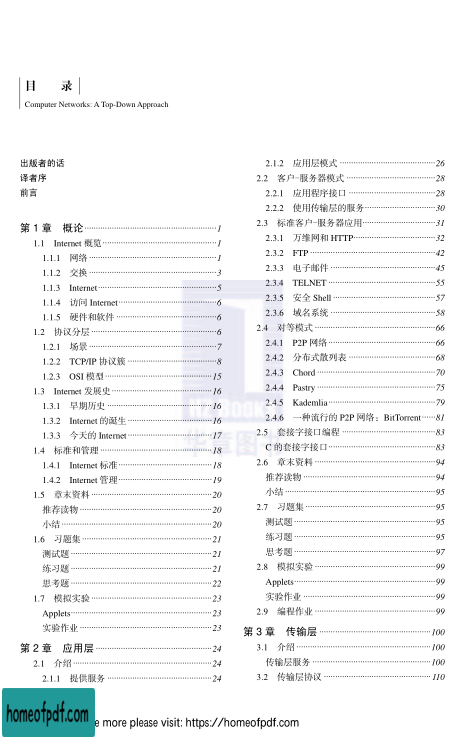 目 录
Computer Networks: A Top-Down Approach
出版者的话
译者序
前言
第 1 章 概论 1
1.1 Internet 概览 1
1.1.1 网络 1
1.1.2 交换 3
1.1.3 Internet 5
1.1.4 访问 Internet 6
1.1.5 硬件和软件 6
1.2 协议分层 6
1.2.1 场景 7
1.2.2 TCP/IP 协议簇 8
1.2.3 OSI 模型 15
1.3 Internet 发展史 16
1.3.1 早期历史 16
1.3.2 Internet 的诞生 16
1.3.3 今天的 Internet 17
1.4 标准和管理 18
1.4.1 Internet 标准 18
1.4.2 Internet 管理 19
1.5 章末资料 20
推荐读物 20
小结 20
1.6 习题集 21
测试题 21
练习题 21
思考题 22
1.7 模拟实验 23
Applets 23
实验作业 23
第 2 章 应用层 24
2.1 介绍 24
2.1.1 提供服务 24
2.1.2 应用层模式 26
2.2 客户-服务器模式 28
2.2.1 应用程序接口 28
2.2.2 使用传输层的服务 30
2.3 标准客户-服务器应用 31
2.3.1 万维网和 HTTP 32
2.3.2 FTP 42
2.3.3 电子邮件 45
2.3.4 TELNET 55
2.3.5 安全 Shell 57
2.3.6 域名系统 58
2.4 对等模式 66
2.4.1 P2P 网络 66
2.4.2 分布式散列表 68
2.4.3 Chord 70
2.4.4 Pastry 75
2.4.5 Kademlia 79
2.4.6 一种流行的 P2P 网络：BitTorrent 81
2.5 套接字接口编程 83
C 的套接字接口 83
2.6 章末资料 94
推荐读物 94
小结 95
2.7 习题集 95
测试题 95
练习题 95
思考题 97
2.8 模拟实验 99
Applets 99
实验作业 99
2.9 编程作业 99
第 3 章 传输层 100
3.1 介绍 100
传输层服务 100
3.2 传输层协议 110
华章图书
homeofpdf.com
e more please visit: https://homeofpdf.com